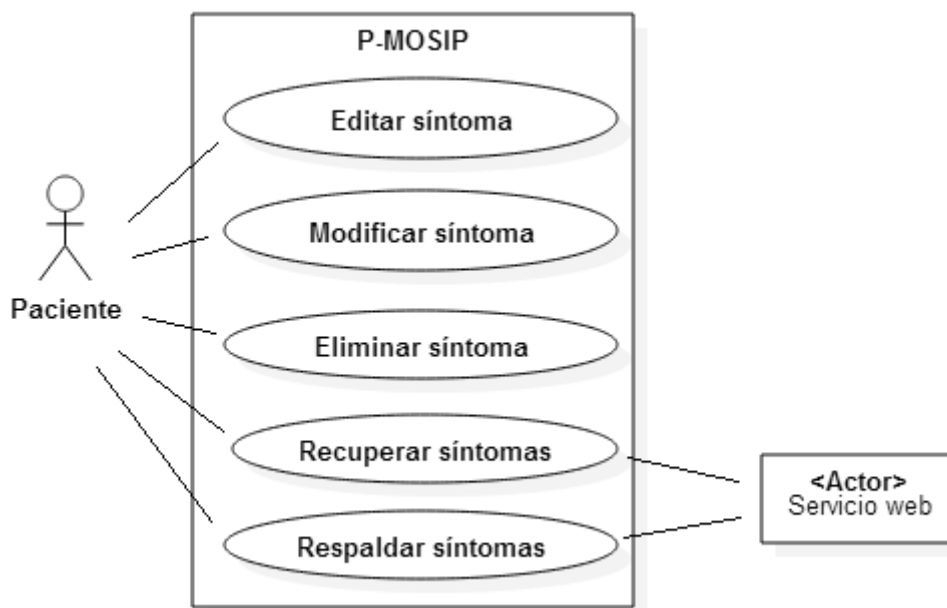 P-MOSIP
Editar síntoma
Modificar síntoma
Paciente
Eliminar síntoma
Recuperar síntomas
<Actor>
Servicio web
Respaldar síntomas